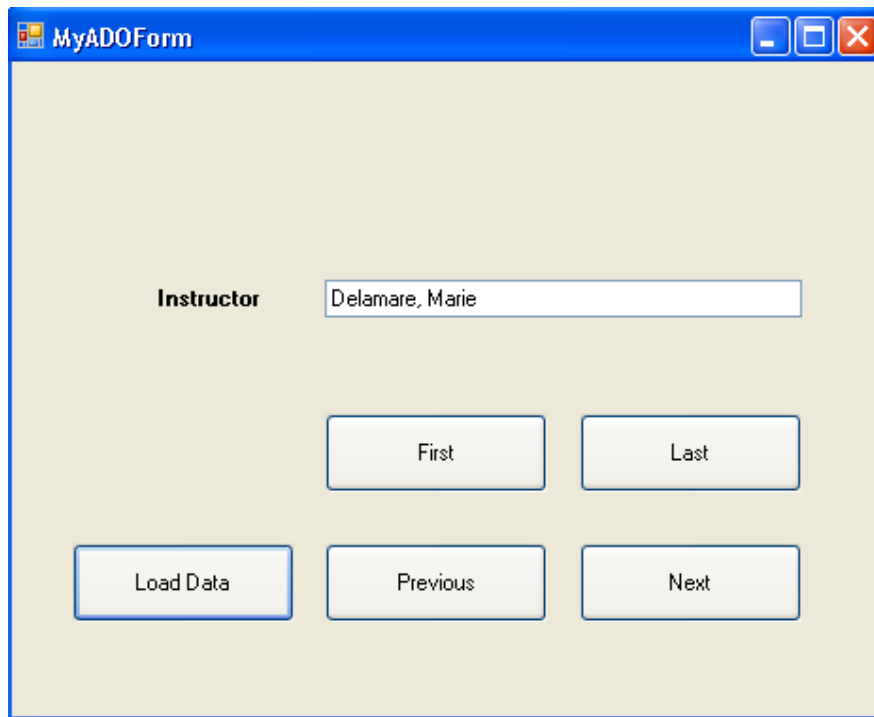 MyADOForm
Instructor Delamare, Marie
First Last
Load Data Previous Next